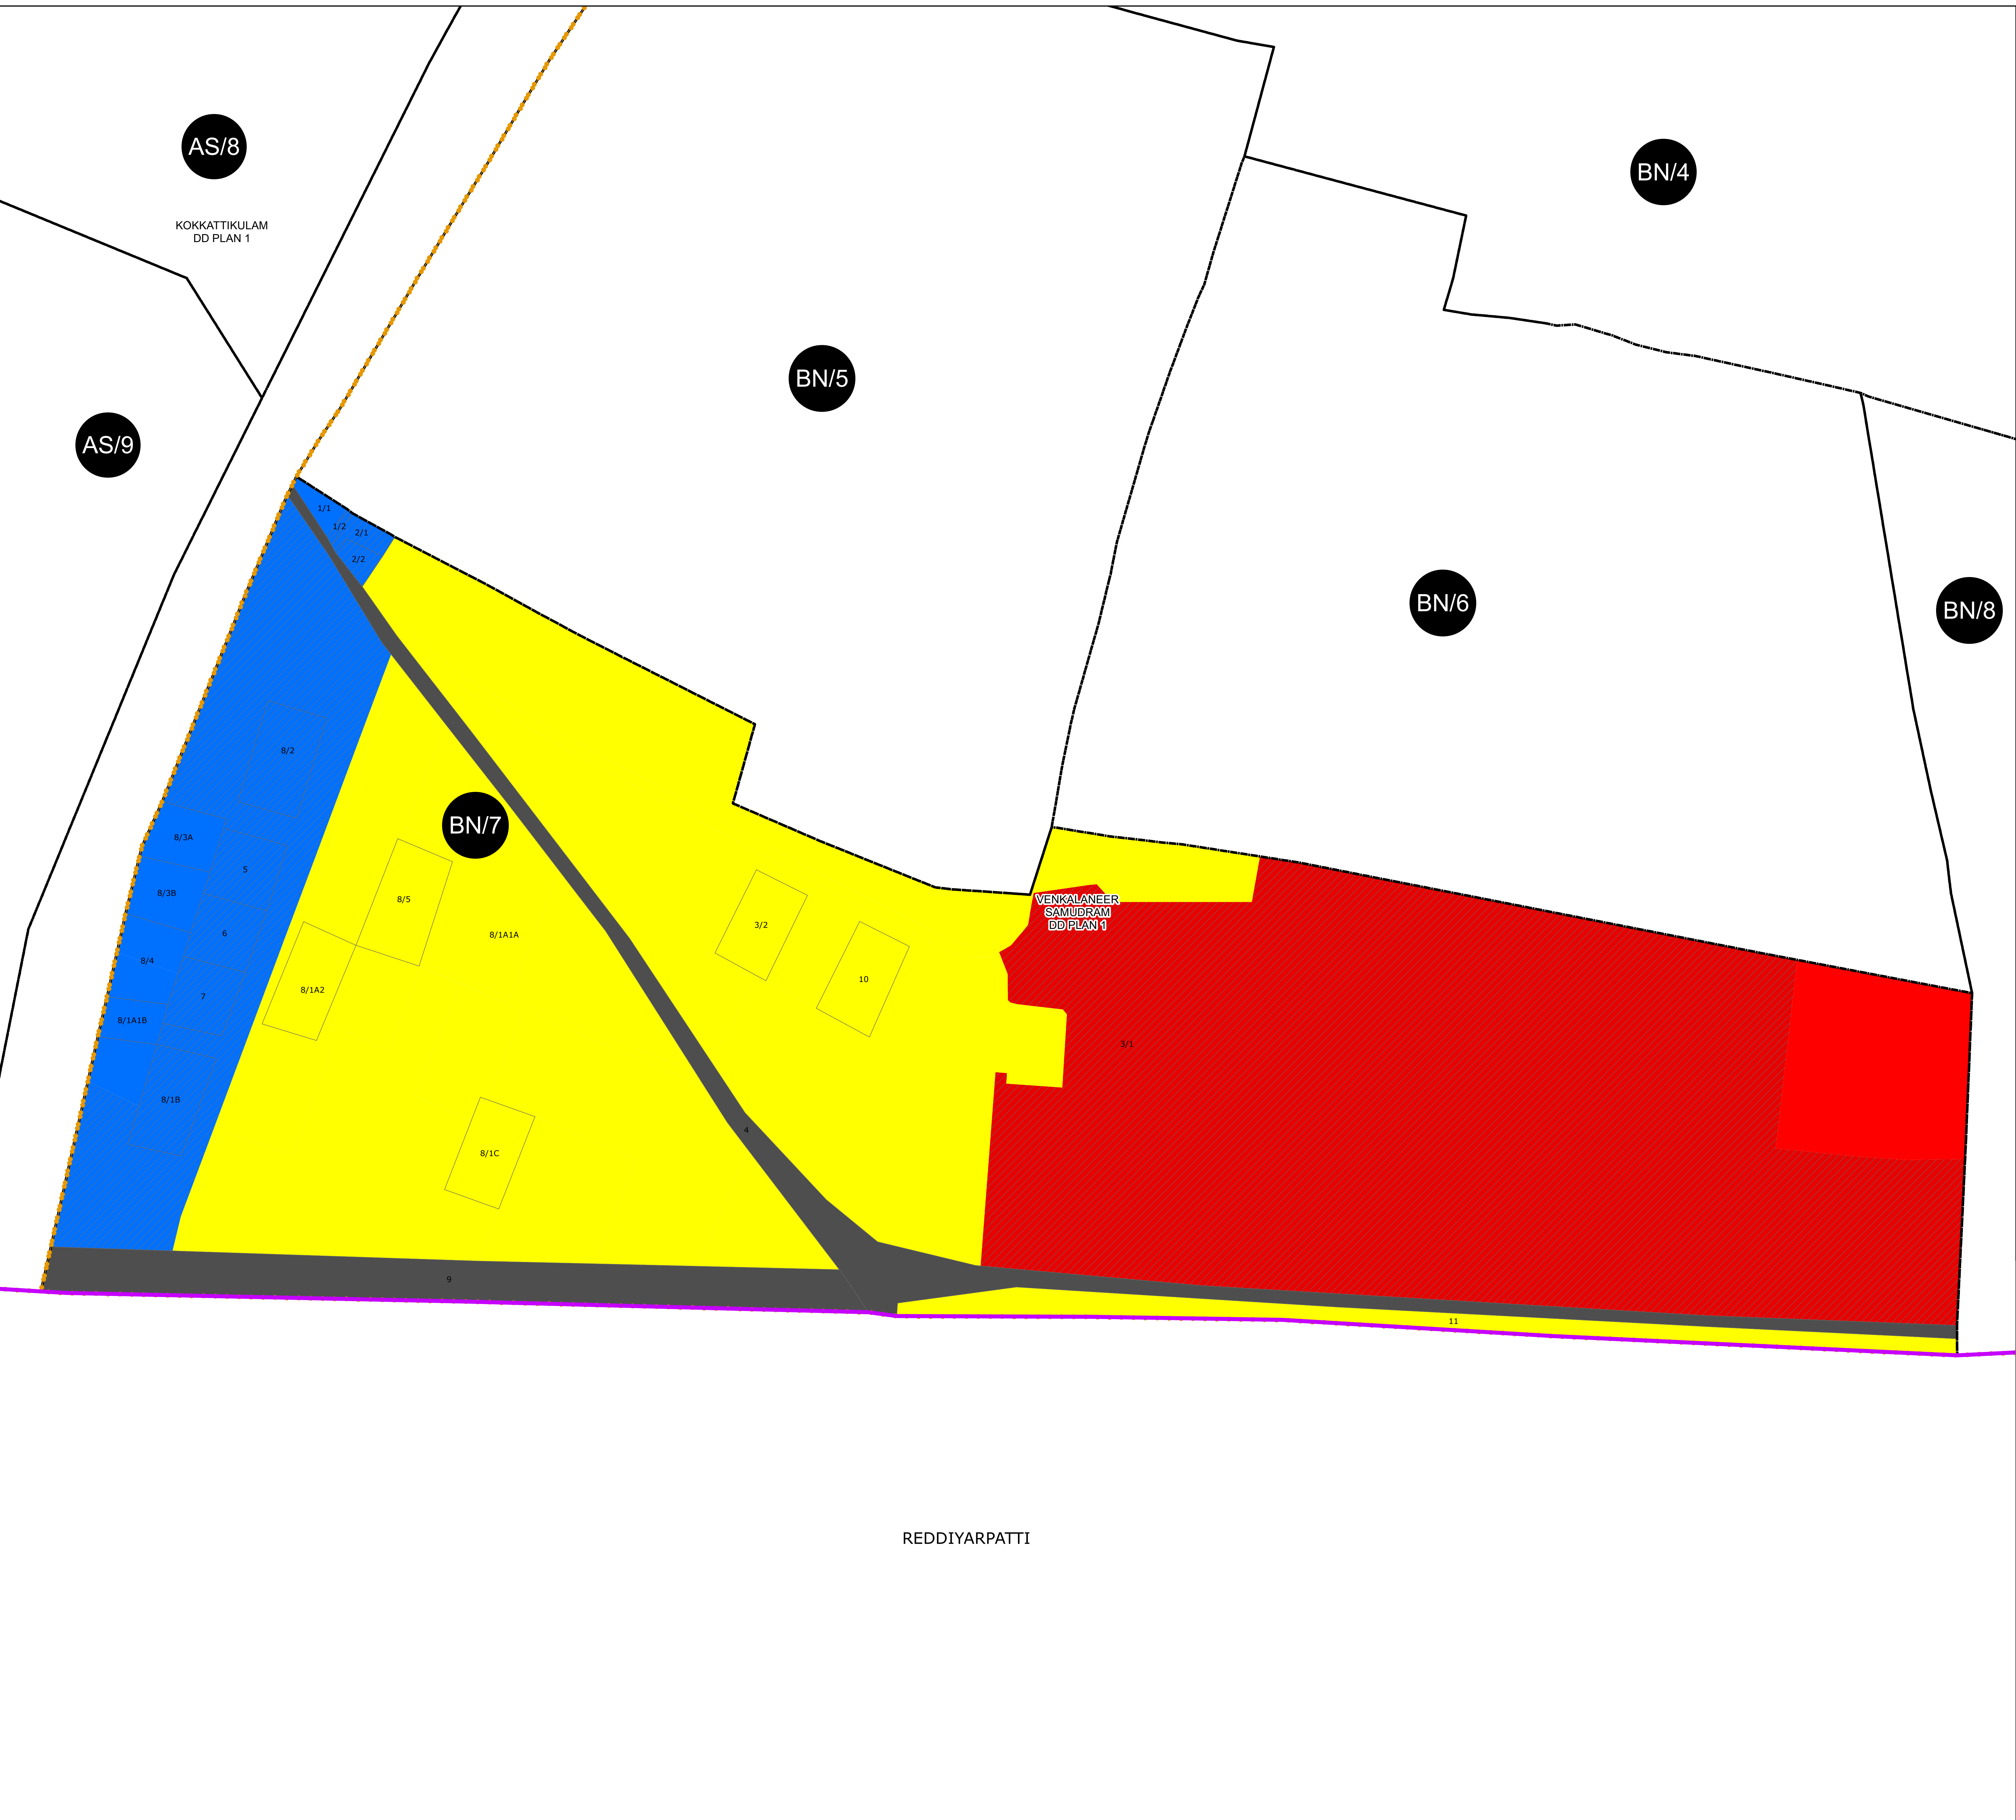 AS/8
BN/4
KOKKATTIKULAM
DD PLAN 1
BN/5
AS/9
1/1
1/2
2/1
2/2
BN/6
BN/8
8/2
BN/7
8/3A
5
8/3B
8/5
VENKALANEER
SAMUDRAM
DD PLAN 1
3/2
6
8/1A1A
8/4
10
8/1A2
7
8/1A1B
3/1
8/1B
4
8/1C
9
11
REDDIYARPATTI